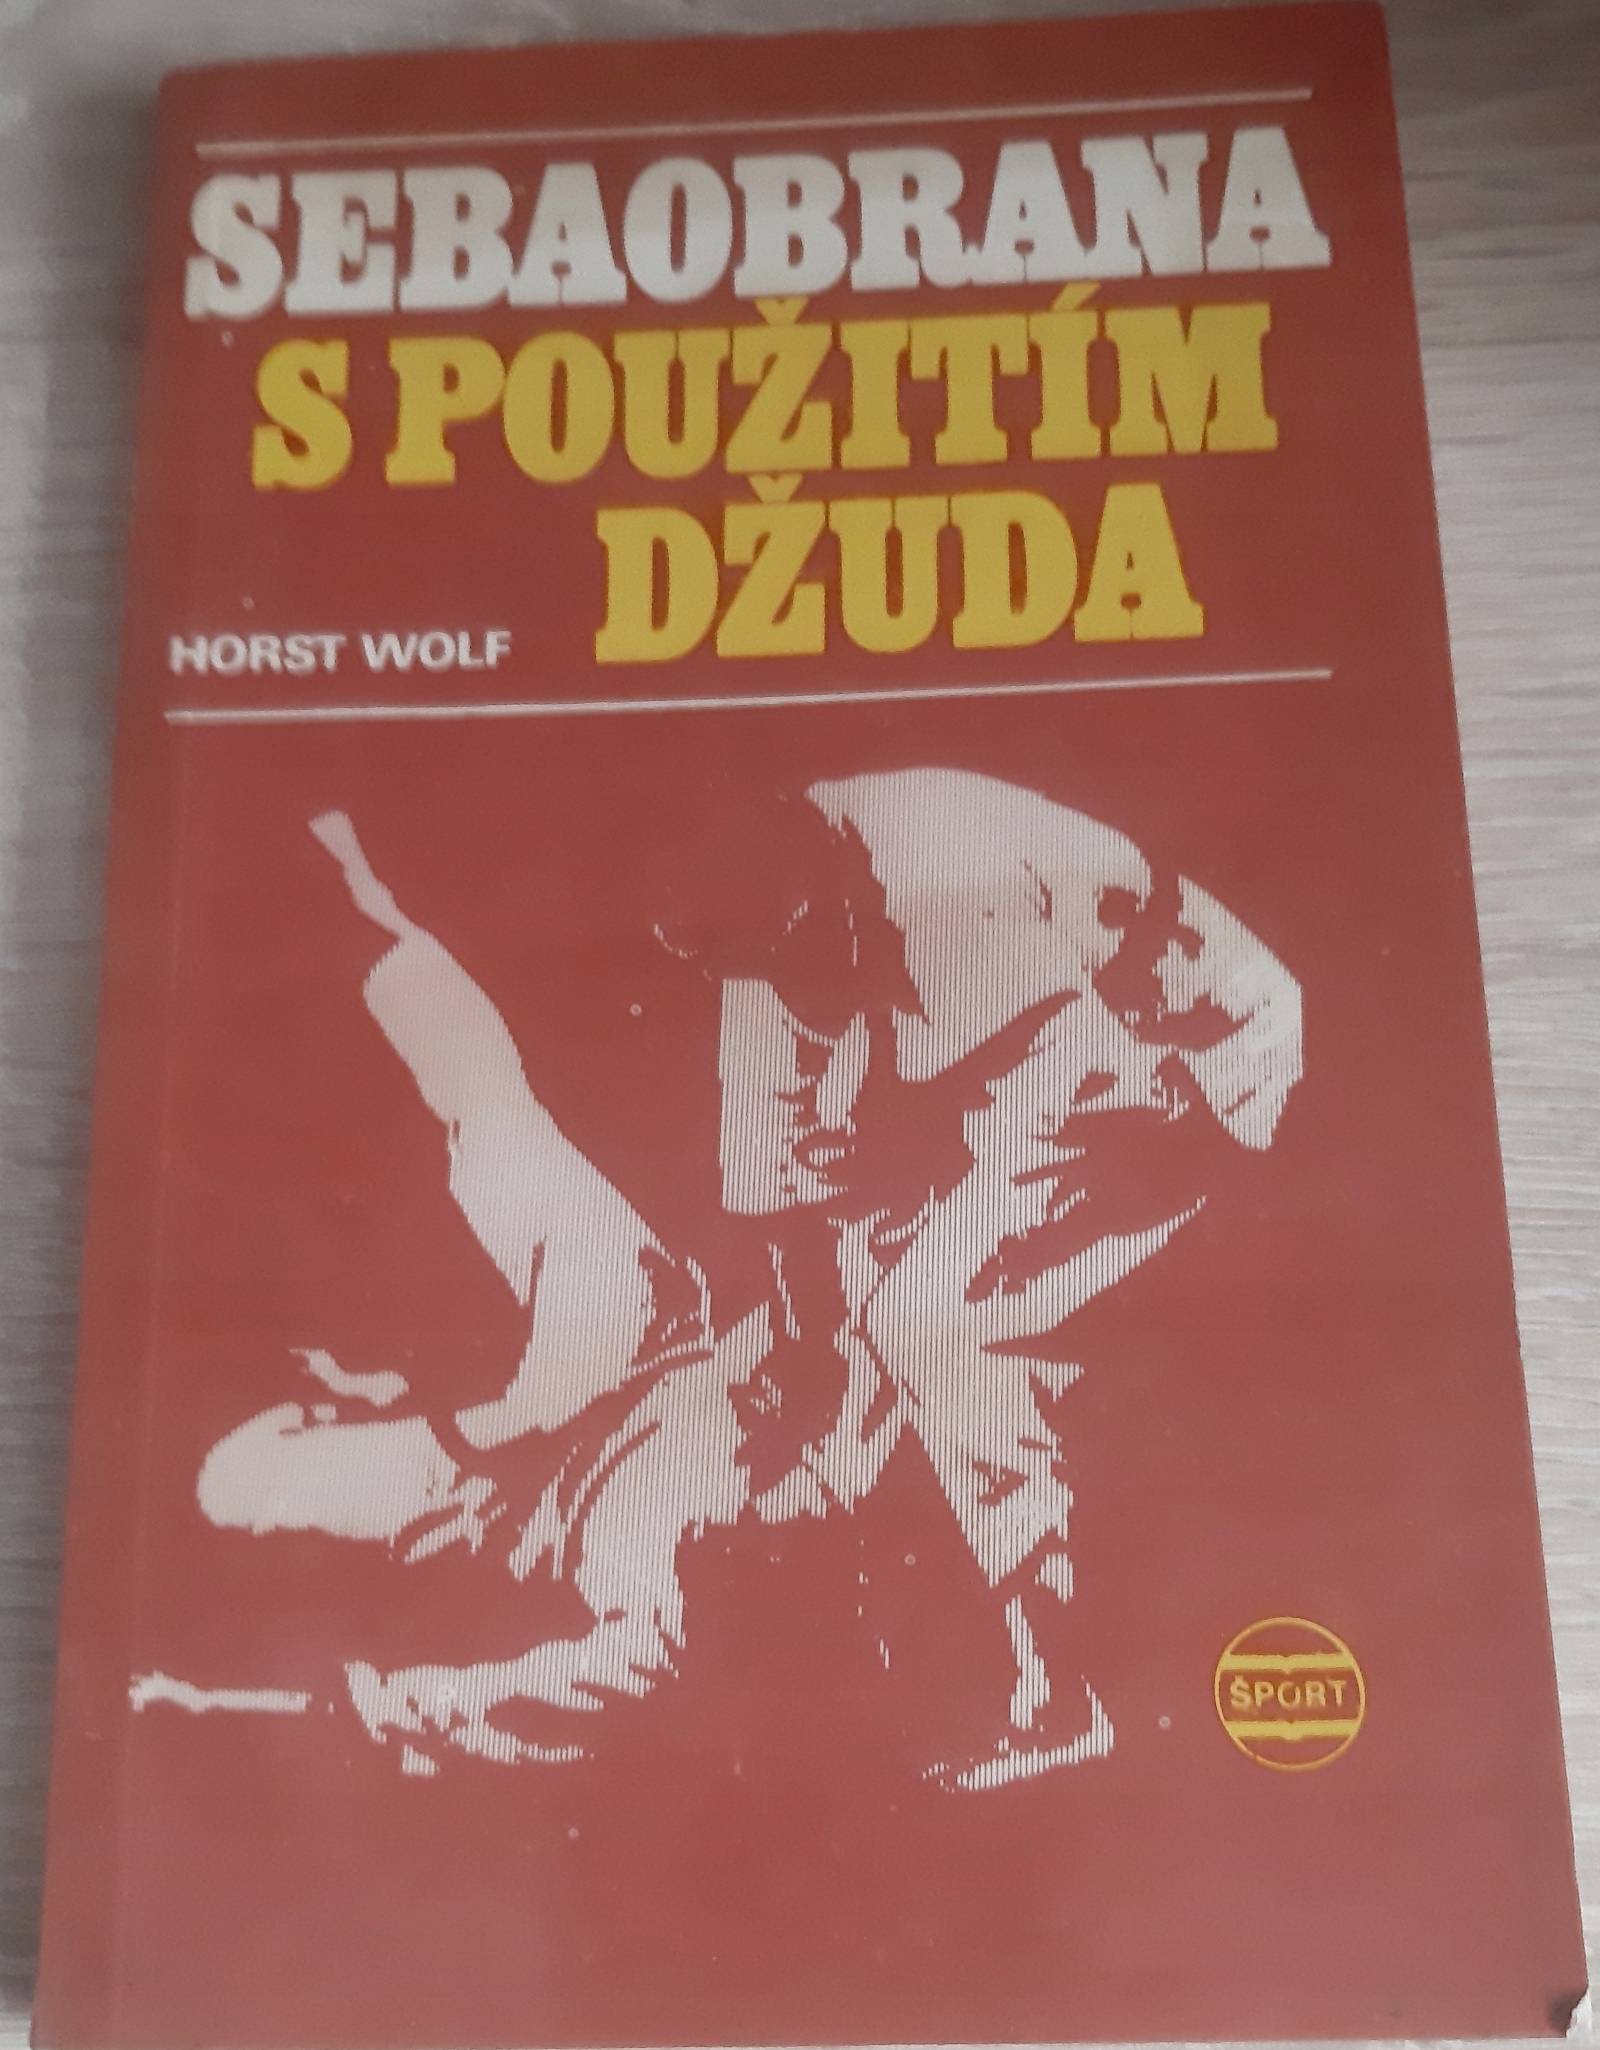 SEBAOBRANA
S POUŽITÍM
DŽUDA
HORST WOLF
ŠPORT